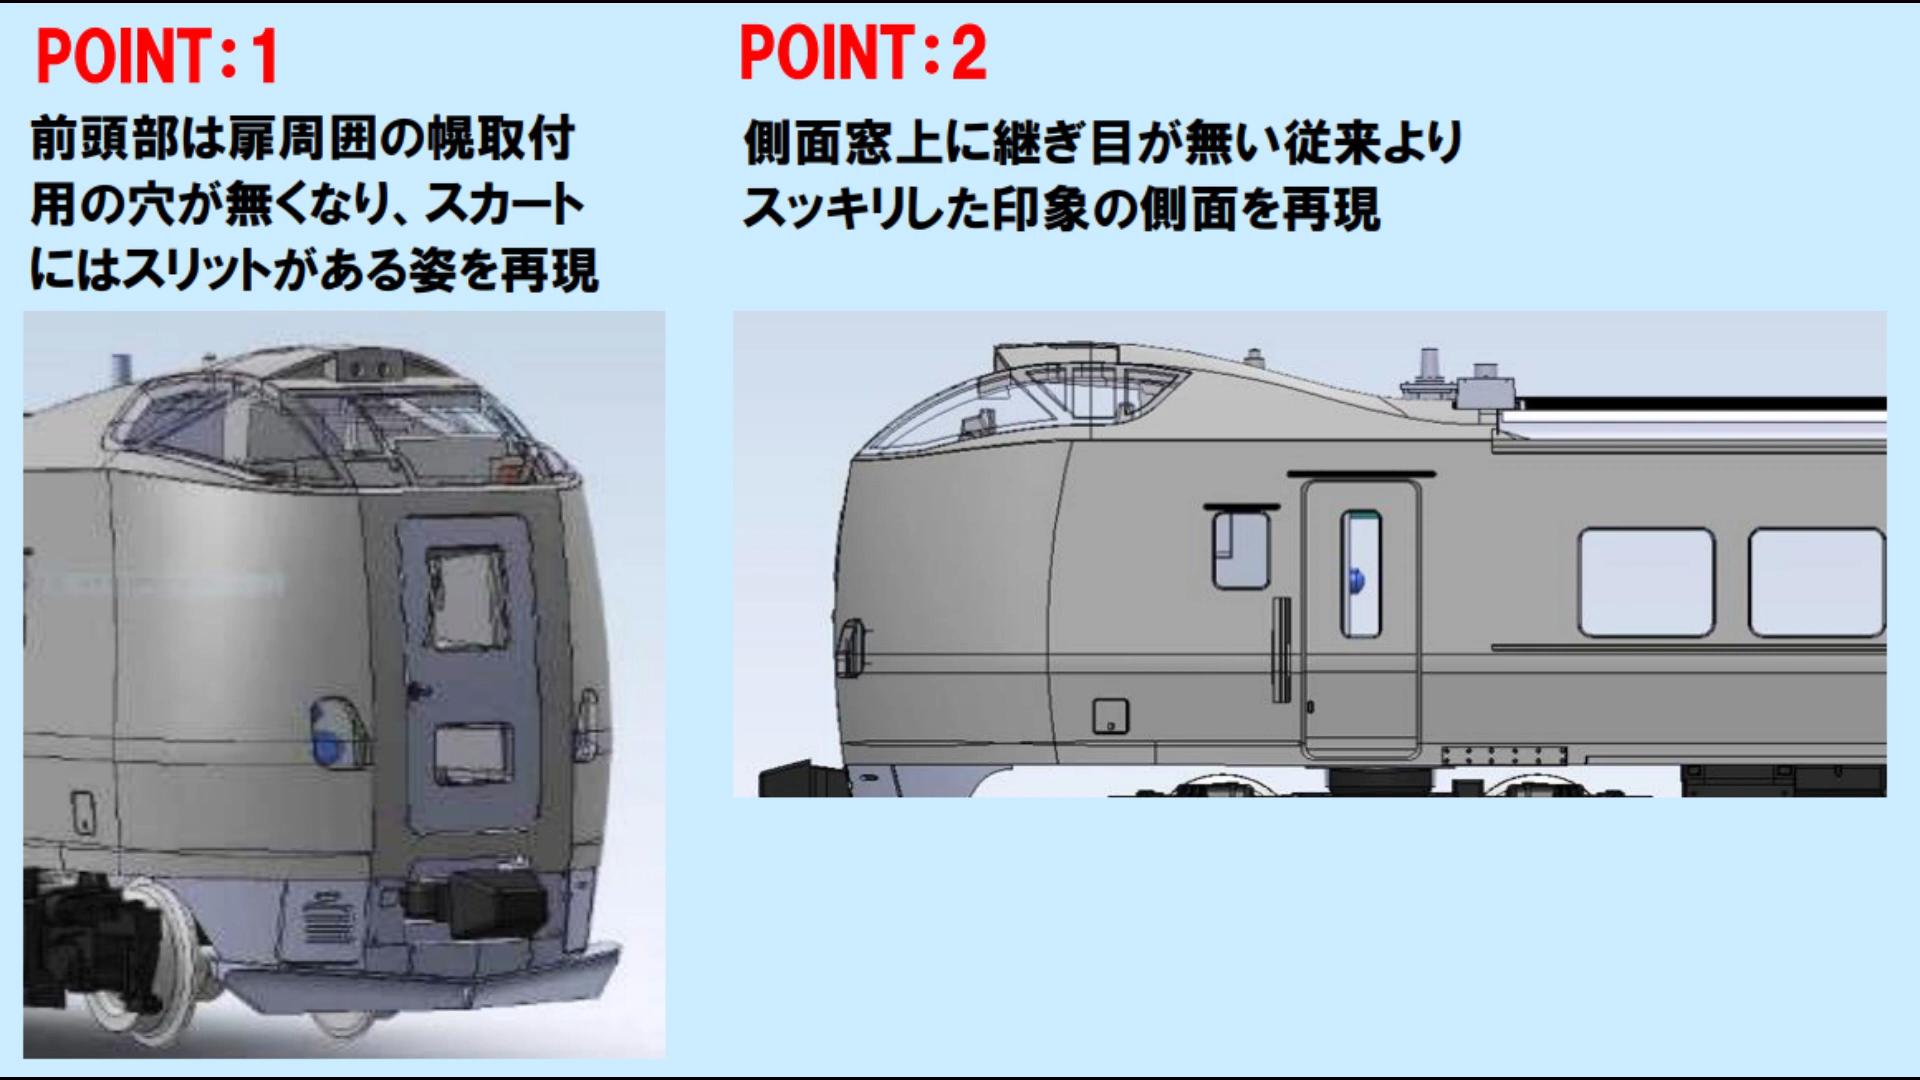 POINT：1
前頭部は扉周囲の幌取付
用の穴が無くなり、スカート
にはスリットがある姿を再現
POINT：2
側面窓上に継ぎ目が無い従来より
スッキリした印象の側面を再現